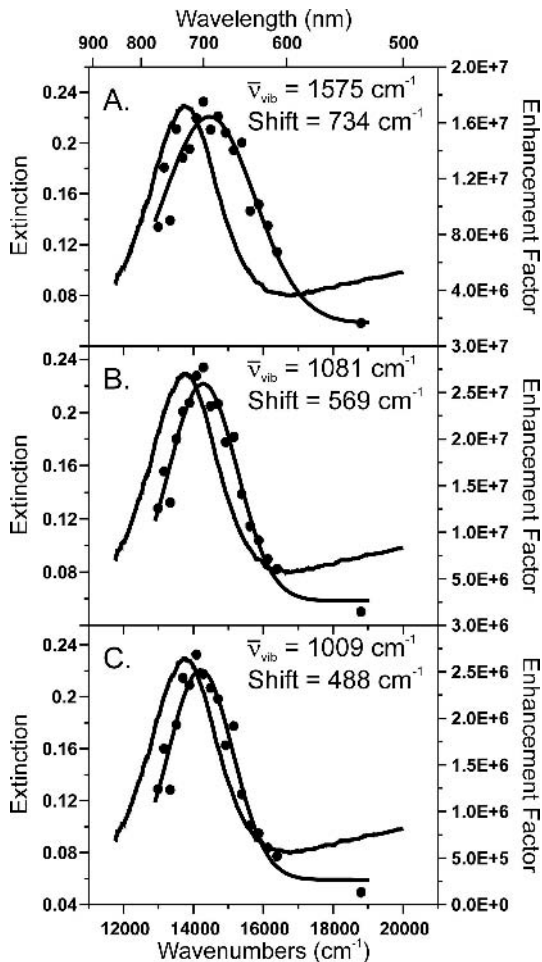 Wavelength (nm)
900 800 700 600 500
A.
ν̅vib = 1575 cm⁻¹
Shift = 734 cm⁻¹
Extinction
0.24
0.2
0.16
0.12
0.08
2.0E+7
1.6E+7
1.2E+7
8.0E+6
4.0E+6
Enhancement Factor
3.0E+7
B.
ν̅vib = 1081 cm⁻¹
Shift = 569 cm⁻¹
Extinction
0.24
0.2
0.16
0.12
0.08
2.5E+7
2.0E+7
1.5E+7
1.0E+7
5.0E+6
Enhancement Factor
3.0E+6
C.
ν̅vib = 1009 cm⁻¹
Shift = 488 cm⁻¹
Extinction
0.24
0.2
0.16
0.12
0.08
0.04
2.5E+6
2.0E+6
1.5E+6
1.0E+6
5.0E+5
0.0E+0
Enhancement Factor
12000 14000 16000 18000 20000
Wavenumbers (cm⁻¹)